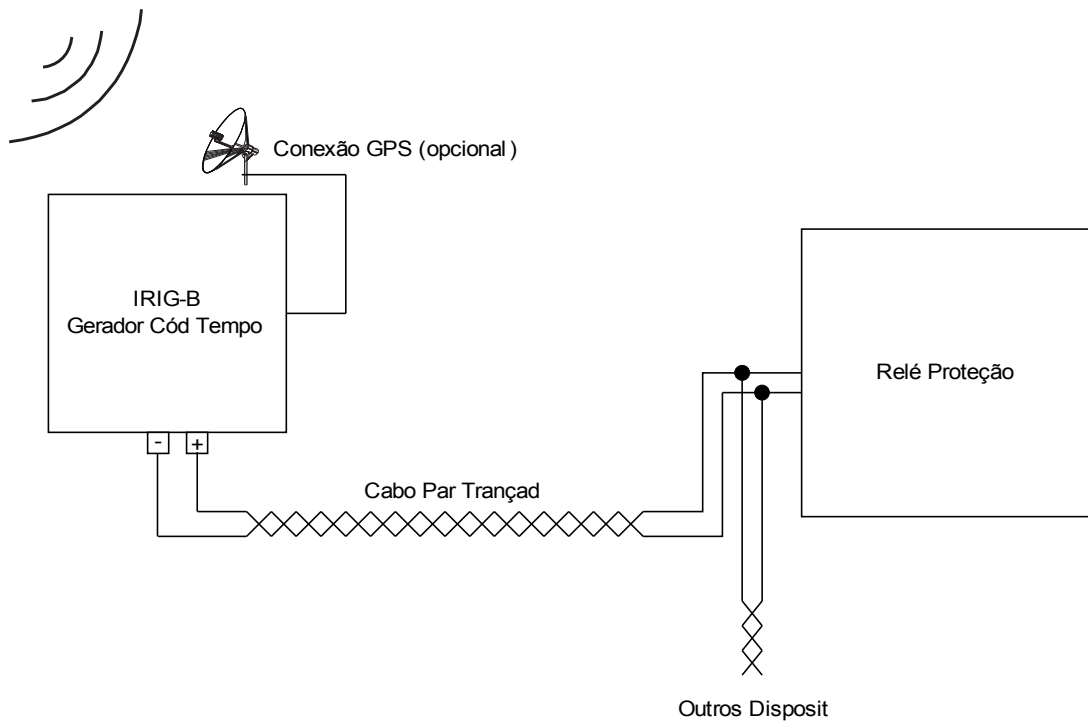 Conexão GPS (opcional)
IRIG-B
Gerador Cód Tempo
Relé Proteção
-
+
Cabo Par Trançad
Outros Disposit